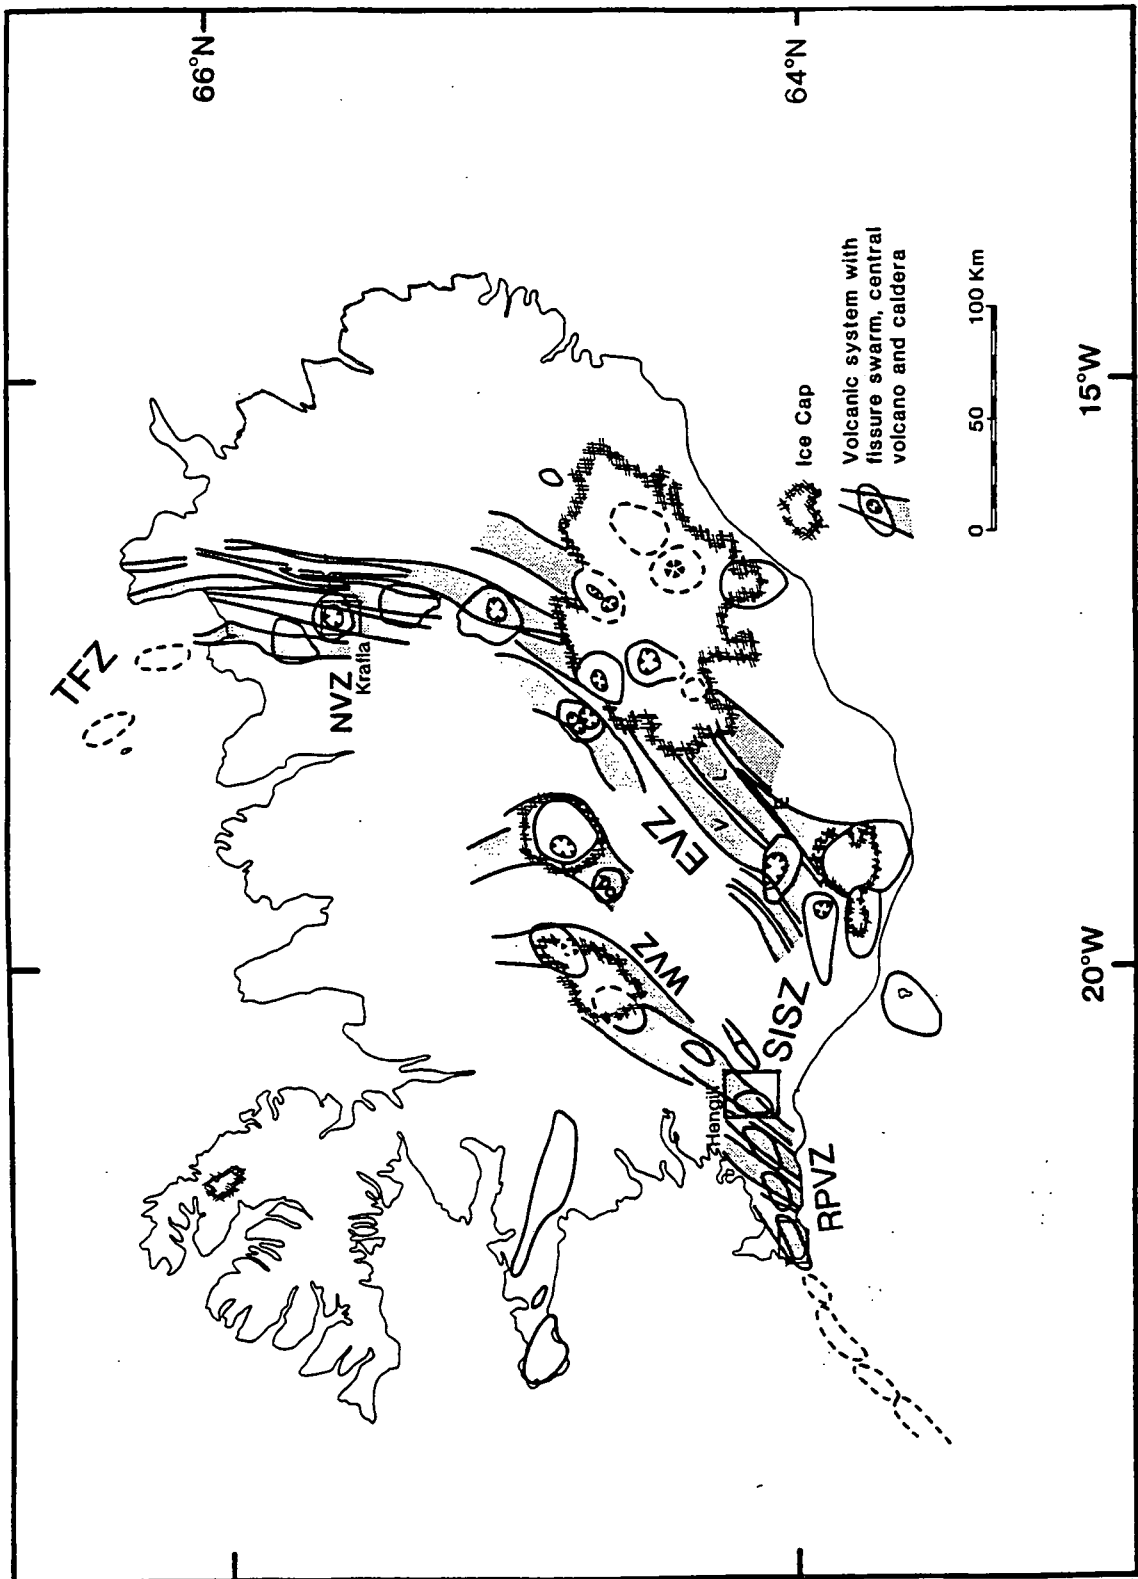 66°N
64°N
TFZ
NVZ
Krafla
EVZ
V
L
E
WVZ
SISZ
Hengill
RPVZ
Ice Cap
Volcanic system with
fissure swarm, central
volcano and caldera
0 50 100 Km
15°W
20°W